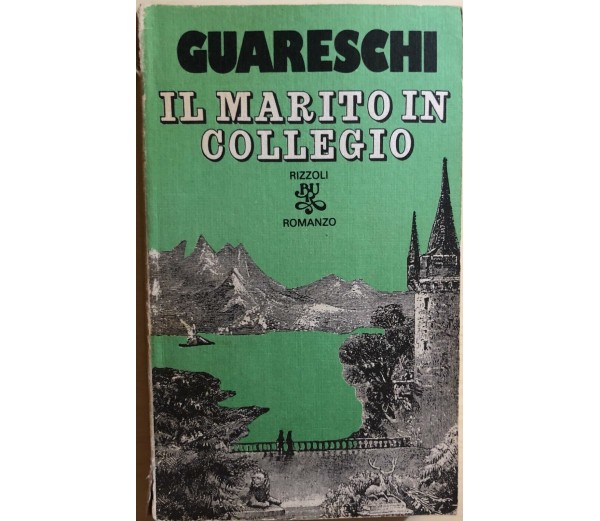 GUARESCHI
IL MARITO IN
COLLEGIO
RIZZOLI
BUR
ROMANZO